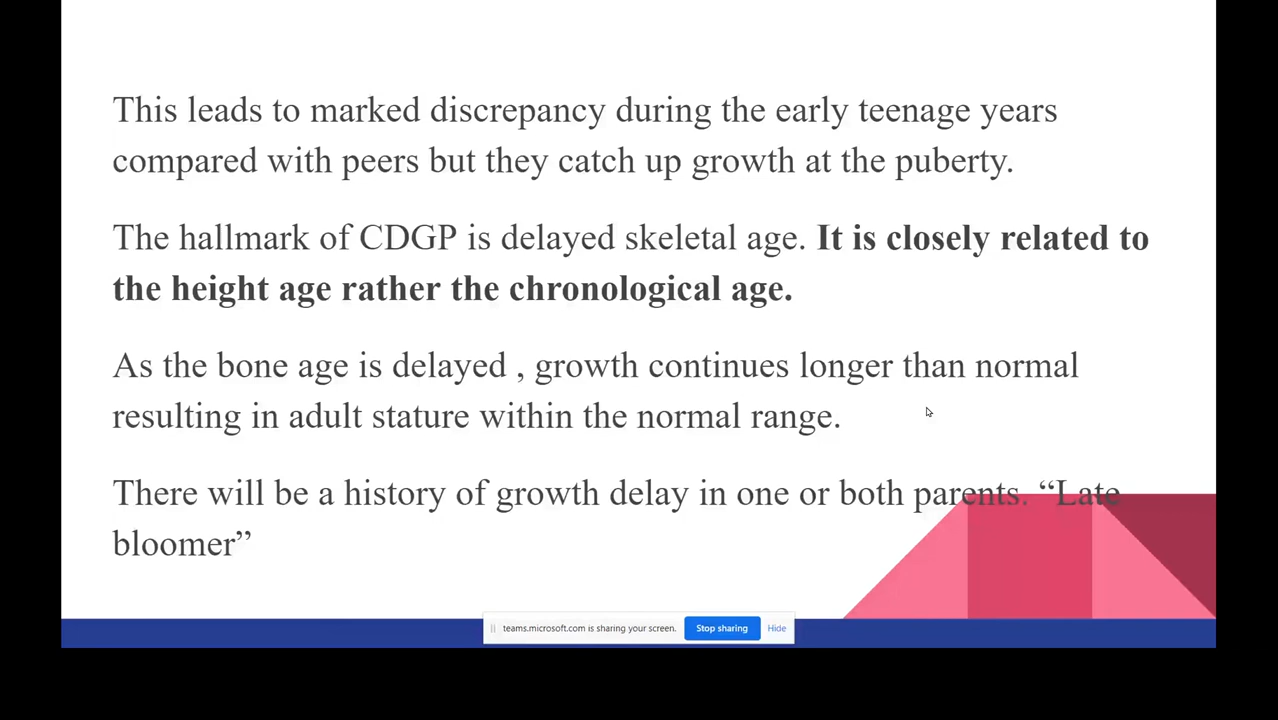 This leads to marked discrepancy during the early teenage years
compared with peers but they catch up growth at the puberty.
The hallmark of CDGP is delayed skeletal age. It is closely related to
the height age rather the chronological age.
As the bone age is delayed , growth continues longer than normal
resulting in adult stature within the normal range.
There will be a history of growth delay in one or both parents. “Late
bloomer”
teams.microsoft.com is sharing your screen. Stop sharing Hide